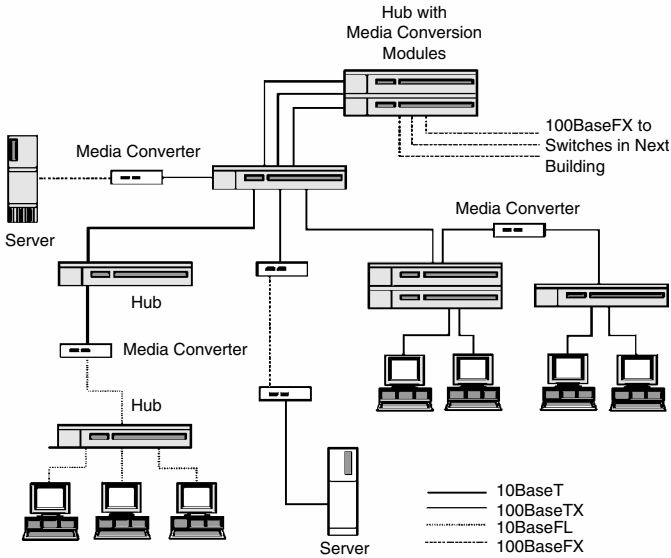 Hub with
Media Conversion
Modules
100BaseFX to
Switches in Next
Building
Media Converter
Server
Media Converter
Hub
Media Converter
Hub
Server
10BaseT
100BaseTX
10BaseFL
100BaseFX